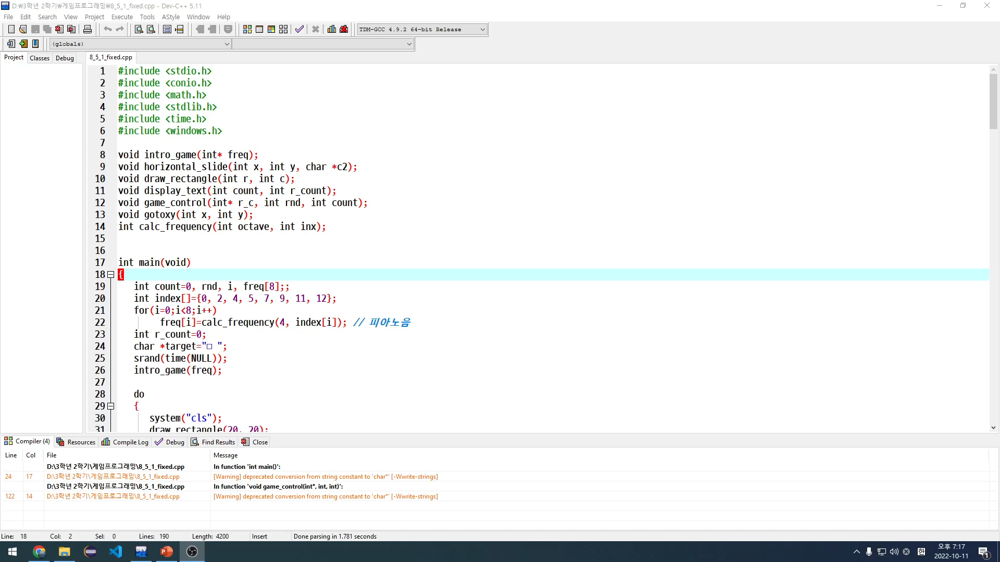 D:₩3학년 2학기₩게임프로그래밍₩8_5_1_fixed.cpp - Dev-C++ 5.11
File Edit Search View Project Execute Tools AStyle Window Help
TDM-GCC 4.9.2 64-bit Release
(globals)
Project Classes Debug
8_5_1_fixed.cpp
1 #include <stdio.h>
2 #include <conio.h>
3 #include <math.h>
4 #include <stdlib.h>
5 #include <time.h>
6 #include <windows.h>
7
8 void intro_game(int* freq);
9 void horizontal_slide(int x, int y, char *c2);
10 void draw_rectangle(int r, int c);
11 void display_text(int count, int r_count);
12 void game_control(int* r_c, int rnd, int count);
13 void gotoxy(int x, int y);
14 int calc_frequency(int octave, int inx);
15
16
17 int main(void)
18 {
19 int count=0, rnd, i, freq[8];;
20 int index[]={0, 2, 4, 5, 7, 9, 11, 12};
21 for(i=0;i<8;i++)
22 freq[i]=calc_frequency(4, index[i]); // 피아노음
23 int r_count=0;
24 char *target="□ ";
25 srand(time(NULL));
26 intro_game(freq);
27
28 do
29 {
30 system("cls");
31 draw_rectangle(20, 20);
Compiler (4) Resources Compile Log Debug Find Results Close
Line Col File Message
D:\3학년 2학기\게임프로그래밍\8_5_1_fixed.cpp In function 'int main()':
24 17 D:\3학년 2학기\게임프로그래밍\8_5_1_fixed.cpp [Warning] deprecated conversion from string constant to 'char*' [-Wwrite-strings]
D:\3학년 2학기\게임프로그래밍\8_5_1_fixed.cpp In function 'void game_control(int*, int, int)':
122 14 D:\3학년 2학기\게임프로그래밍\8_5_1_fixed.cpp [Warning] deprecated conversion from string constant to 'char*' [-Wwrite-strings]
Line: 18 Col: 2 Sel: 0 Lines: 190 Length: 4200 Insert Done parsing in 1.781 seconds
DEV
한
오후 7:17
2022-10-11
1